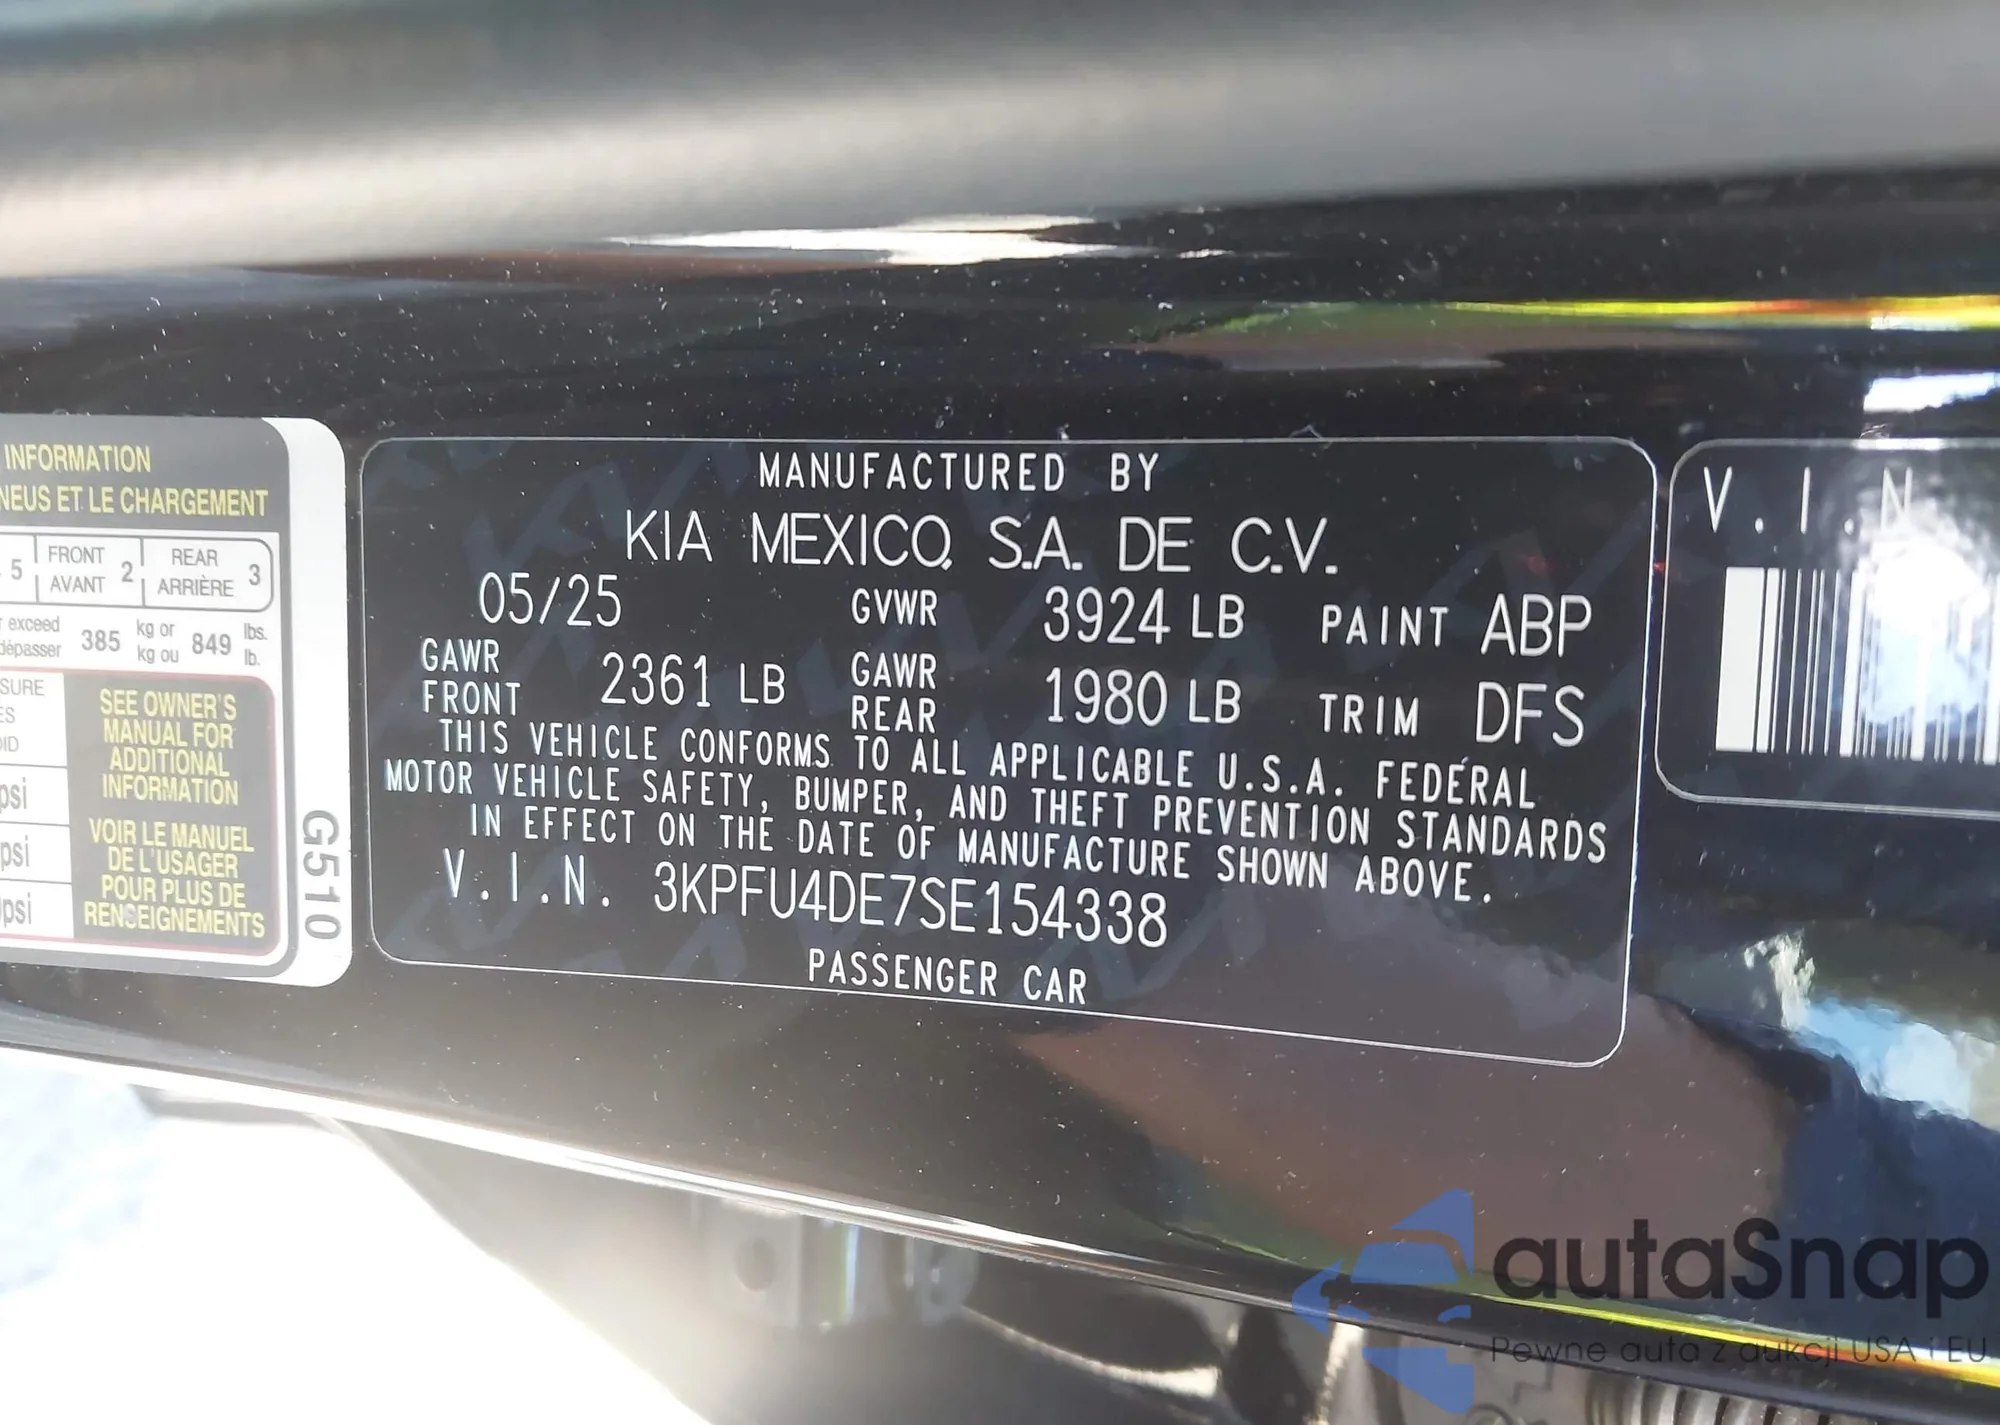 INFORMATION
NEUS ET LE CHARGEMENT
5 FRONT AVANT 2 REAR ARRIÈRE 3
exceed kg or lbs.
dépasser 385 kg ou 849 lb.
SURE
SEE OWNER'S
MANUAL FOR
ADDITIONAL
INFORMATION
psi
VOIR LE MANUEL
DE L'USAGER
POUR PLUS DE
RENSEIGNEMENTS
psi
psi
G510
MANUFACTURED BY
KIA MEXICO, S.A. DE C.V.
05/25 GVWR 3924 LB PAINT ABP
GAWR FRONT 2361 LB GAWR REAR 1980 LB TRIM DFS
THIS VEHICLE CONFORMS TO ALL APPLICABLE U.S.A. FEDERAL
MOTOR VEHICLE SAFETY, BUMPER, AND THEFT PREVENTION STANDARDS
IN EFFECT ON THE DATE OF MANUFACTURE SHOWN ABOVE.
V.I.N. 3KPFU4DE7SE154338
PASSENGER CAR
V.I.N
autaSnap
Pewne auta z aukcji USA i EU